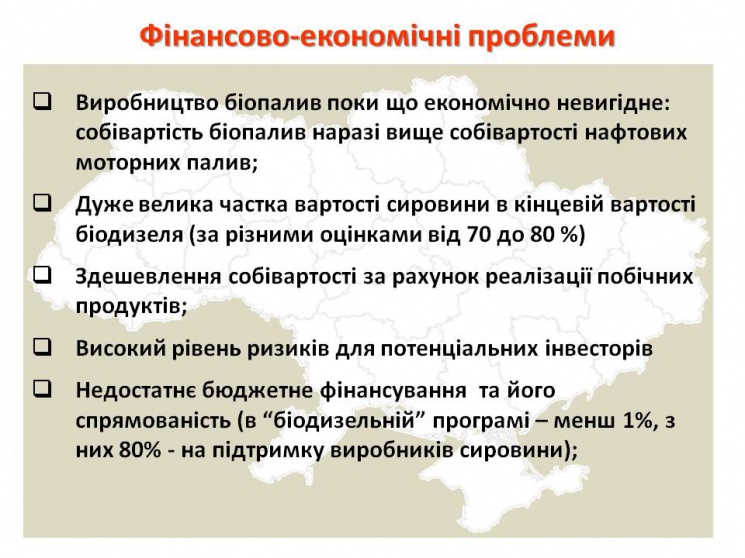 Фінансово-економічні проблеми
Виробництво біопалив поки що економічно невигідне:
собівартість біопалив наразі вище собівартості нафтових
моторних палив;
Дуже велика частка вартості сировини в кінцевій вартості
біодизеля (за різними оцінками від 70 до 80 %)
Здешевлення собівартості за рахунок реалізації побічних
продуктів;
Високий рівень ризиків для потенціальних інвесторів
Недостатнє бюджетне фінансування та його
спрямованість (в “біодизельній” програмі – менш 1%, з
них 80% - на підтримку виробників сировини);